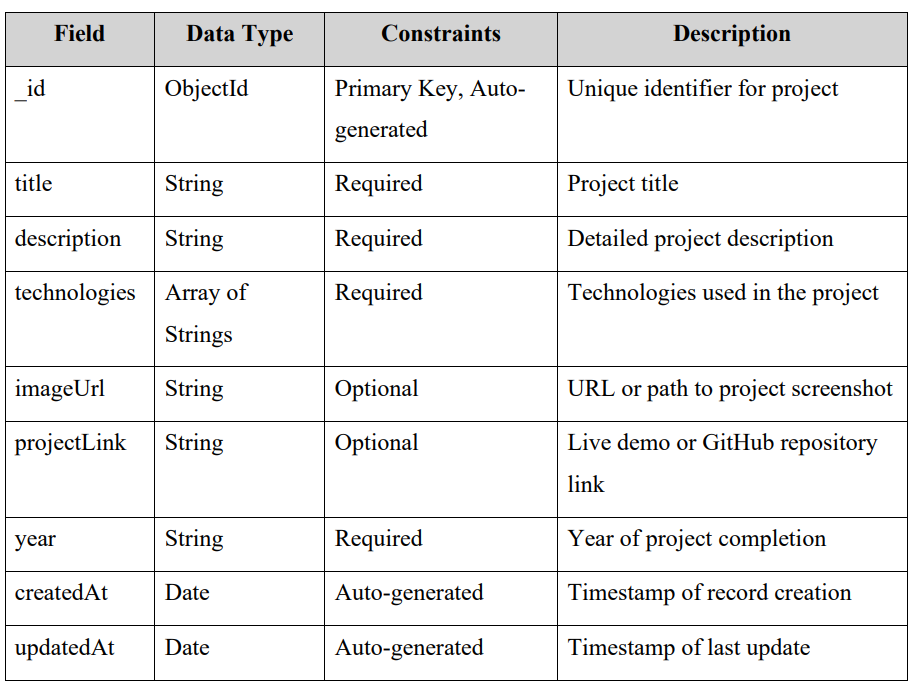 Field Data Type Constraints Description
_id ObjectId Primary Key, Auto- Unique identifier for project
generated
title String Required Project title
description String Required Detailed project description
technologies Array of Required Technologies used in the project
Strings
imageUrl String Optional URL or path to project screenshot
projectLink String Optional Live demo or GitHub repository
link
year String Required Year of project completion
createdAt Date Auto-generated Timestamp of record creation
updatedAt Date Auto-generated Timestamp of last update